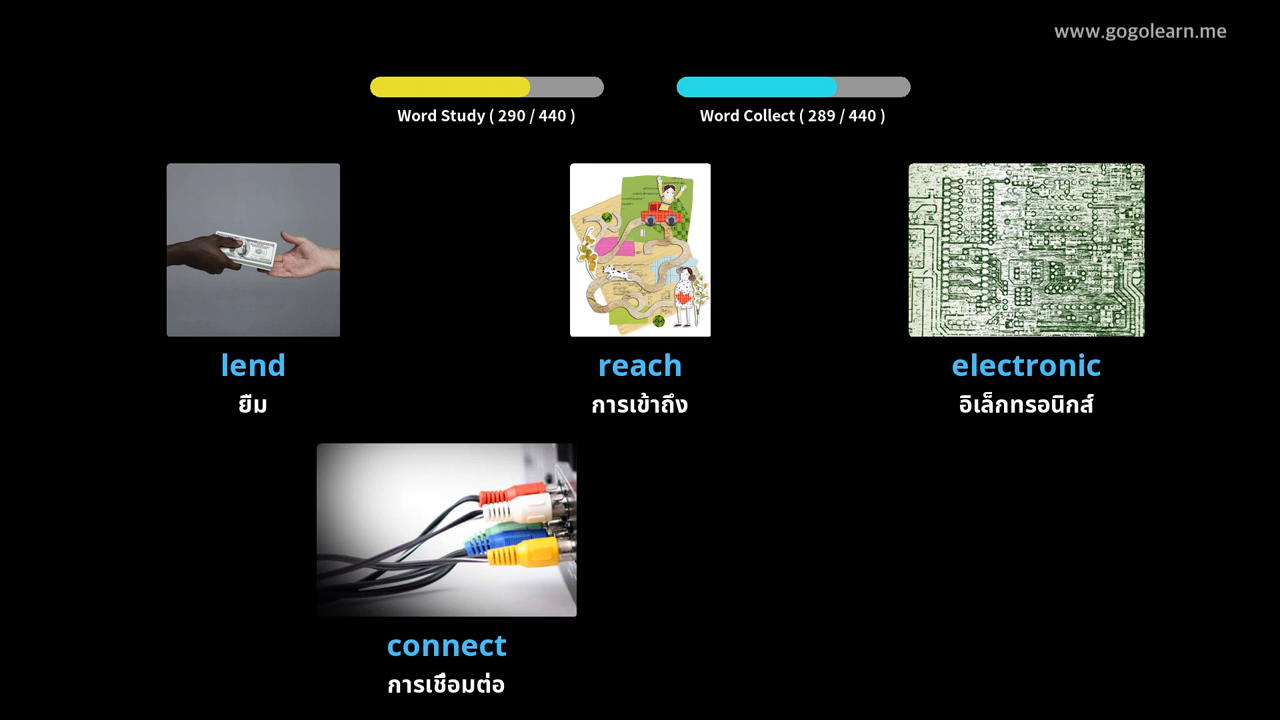 www.gogolearn.me
Word Study ( 290 / 440 )
Word Collect ( 289 / 440 )
lend
ยืม
reach
การเข้าถึง
electronic
อิเล็กทรอนิกส์
connect
การเชื่อมต่อ